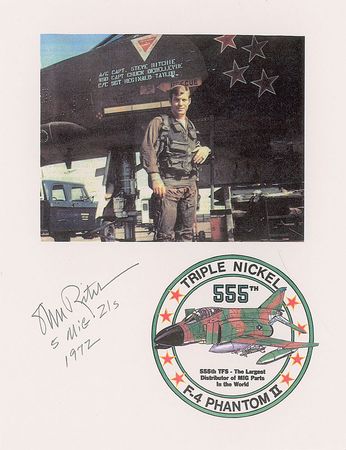 A/C CAPT. STEVE RITCHIE
WSO CAPT CHUCK DEBELLEVUE
C/C SGT REGINALD TAYLOR
RESCUE
Steve Ritchie
5 MiG-21s
1972
TRIPLE NICKEL
555TH
555th TFS - The Largest
Distributor of MIG Parts
In the World
F-4 PHANTOM II